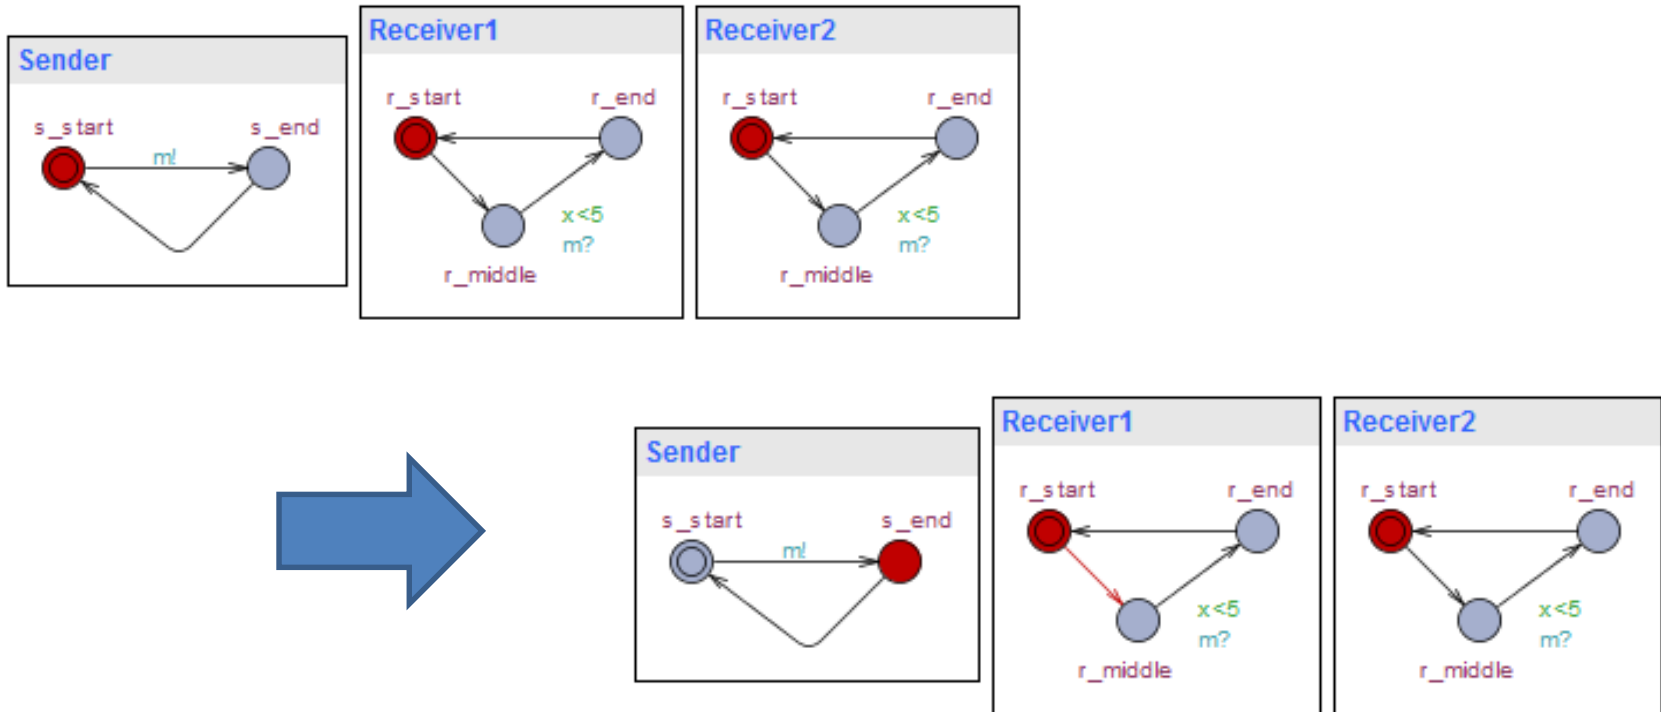 Sender
s_start
s_end
m!
Receiver1
r_start
r_end
x<5
m?
r_middle
Receiver2
r_start
r_end
x<5
m?
r_middle
Sender
s_start
s_end
m!
Receiver1
r_start
r_end
x<5
m?
r_middle
Receiver2
r_start
r_end
x<5
m?
r_middle